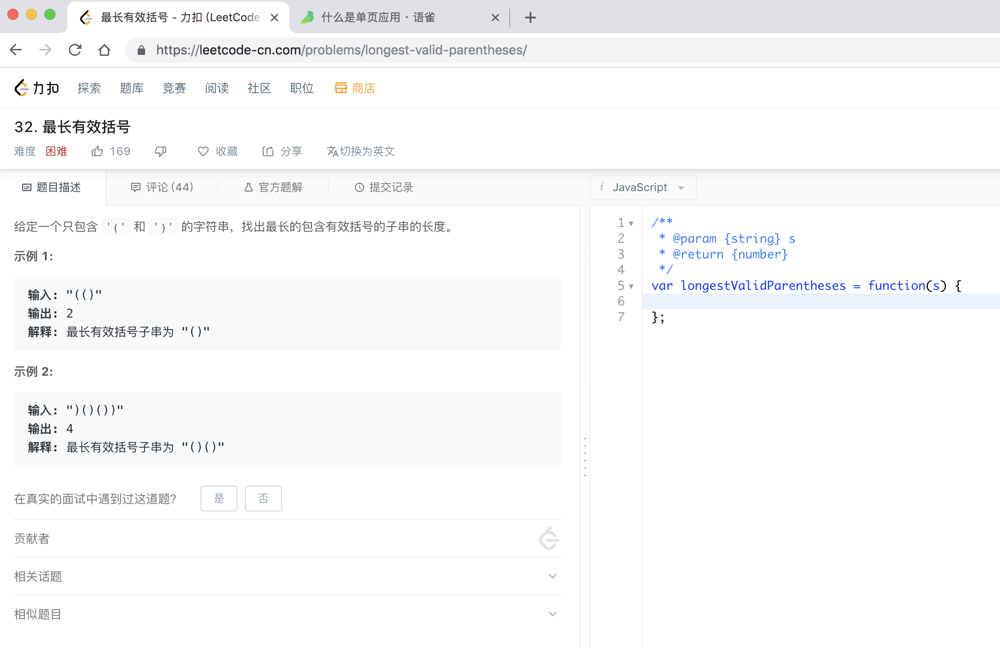 最长有效括号 - 力扣 (LeetCode)
什么是单页应用 · 语雀
https://leetcode-cn.com/problems/longest-valid-parentheses/
力扣 探索 题库 竞赛 阅读 社区 职位 商店
32. 最长有效括号
难度 困难 169 收藏 分享 切换为英文
题目描述 评论 (44) 官方题解 提交记录
给定一个只包含 '(' 和 ')' 的字符串，找出最长的包含有效括号的子串的长度。
示例 1:
输入: "(()"
输出: 2
解释: 最长有效括号子串为 "()"
示例 2:
输入: ")()())"
输出: 4
解释: 最长有效括号子串为 "()()"
在真实的面试中遇到过这道题? 是 否
贡献者
相关话题
相似题目
i JavaScript
1 /**
2 * @param {string} s
3 * @return {number}
4 */
5 var longestValidParentheses = function(s) {
6
7 };